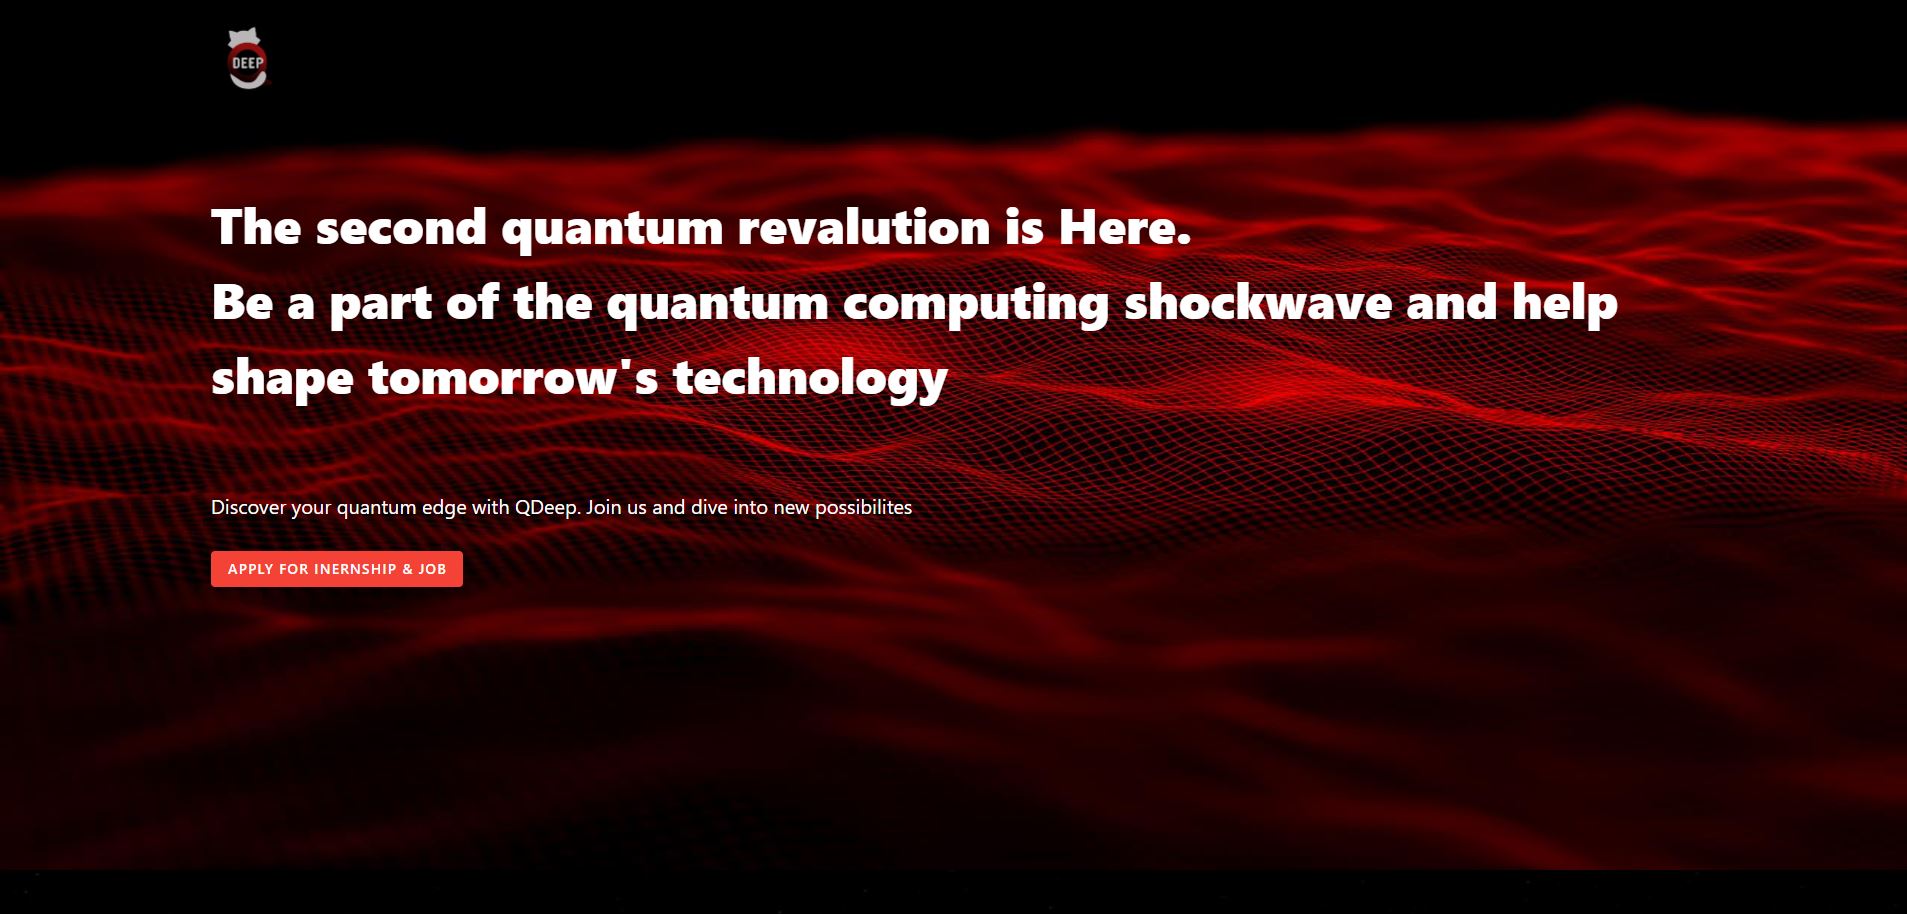 DEEP
The second quantum revalution is Here.
Be a part of the quantum computing shockwave and help
shape tomorrow's technology
Discover your quantum edge with QDeep. Join us and dive into new possibilites
APPLY FOR INERNSHIP & JOB